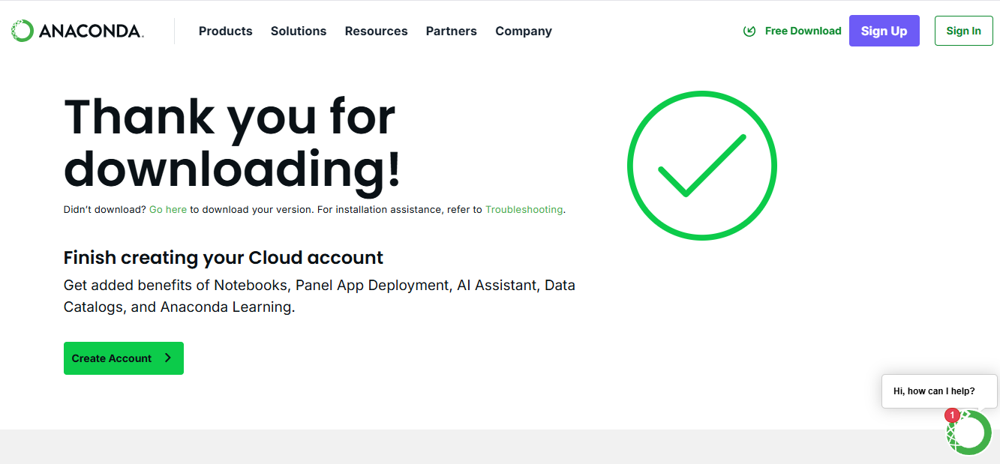 ANACONDA.
Products Solutions Resources Partners Company
Free Download Sign Up Sign In
Thank you for
downloading!
Didn't download? Go here to download your version. For installation assistance, refer to Troubleshooting.
Finish creating your Cloud account
Get added benefits of Notebooks, Panel App Deployment, AI Assistant, Data
Catalogs, and Anaconda Learning.
Create Account
Hi, how can I help?
1